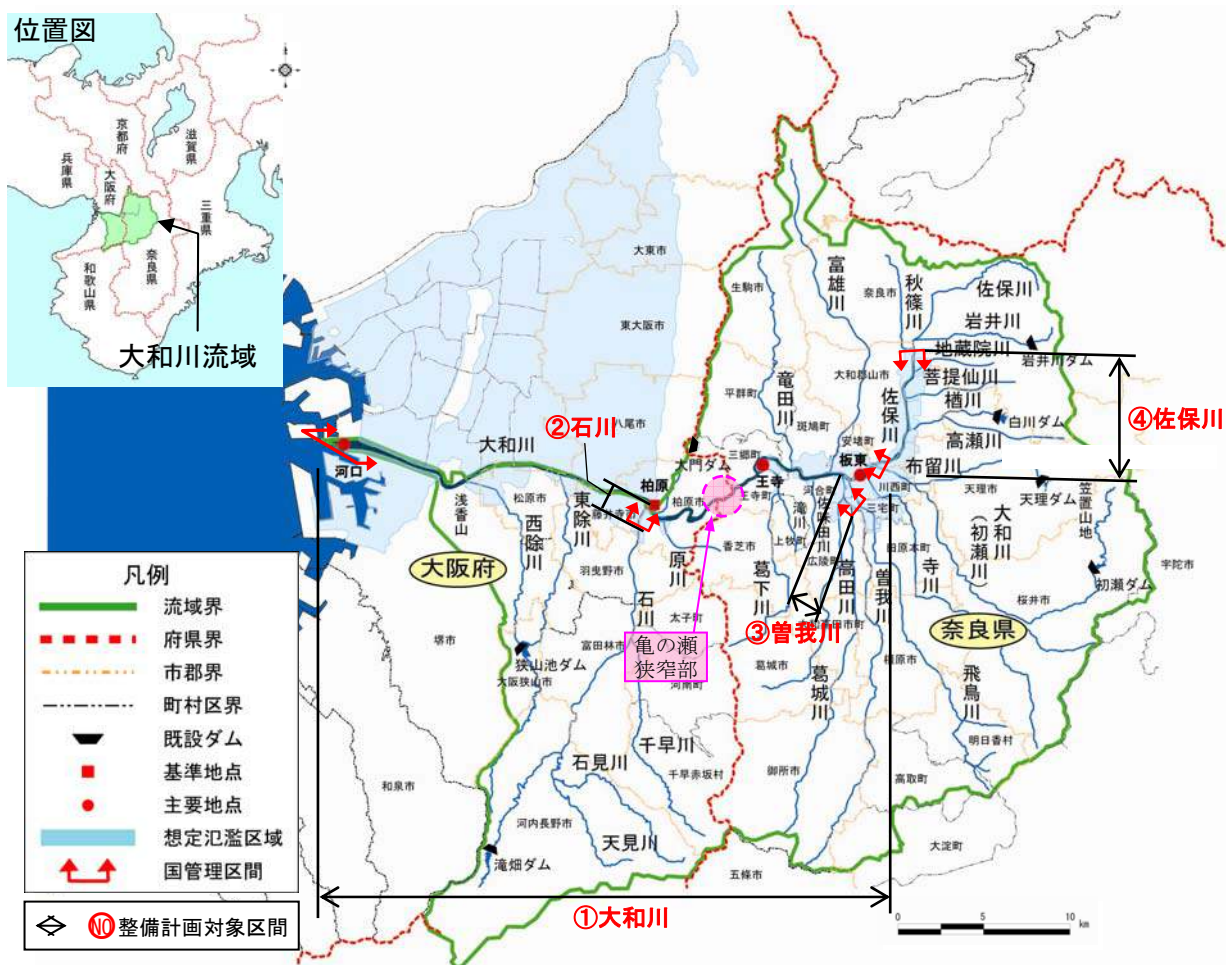 位置図
兵庫県
京都府
滋賀県
大阪府
三重県
奈良県
和歌山県
大和川流域
大東市
生駒市
富雄川
奈良市
秋篠川
佐保川
岩井川
地蔵院川
岩井川ダム
東大阪市
大和郡山市
菩提仙川
平群町
竜田川
佐保川
楢川
白川ダム
④佐保川
②石川
八尾市
斑鳩町
安堵町
高瀬川
大和川
三郷町
板東
布留川
大門ダム
王寺
川西町
天理市
天理ダム
河口
柏原
柏原市
王寺町
河合町
三宅町
笠置山地
浅香山
松原市
東除川
藤井寺市
滝川
佐味田川
大和川
(初瀬川)
西除川
香芝市
上牧町
広陵町
田原本町
寺川
初瀬ダム
宇陀市
大阪府
羽曳野市
原川
葛下川
高田川
曽我川
桜井市
凡例
石川
太子町
③曽我川
奈良県
流域界
堺市
富田林市
亀の瀬
狭窄部
橿原市
府県界
狭山池ダム
葛城市
飛鳥川
市郡界
大阪狭山市
河南町
葛城川
町村区界
明日香村
既設ダム
千早川
基準地点
石見川
千早赤坂村
御所市
高取町
主要地点
和泉市
想定氾濫区域
河内長野市
天見川
大淀町
国管理区間
滝畑ダム
五條市
NO 整備計画対象区間
①大和川
0 5 10
km